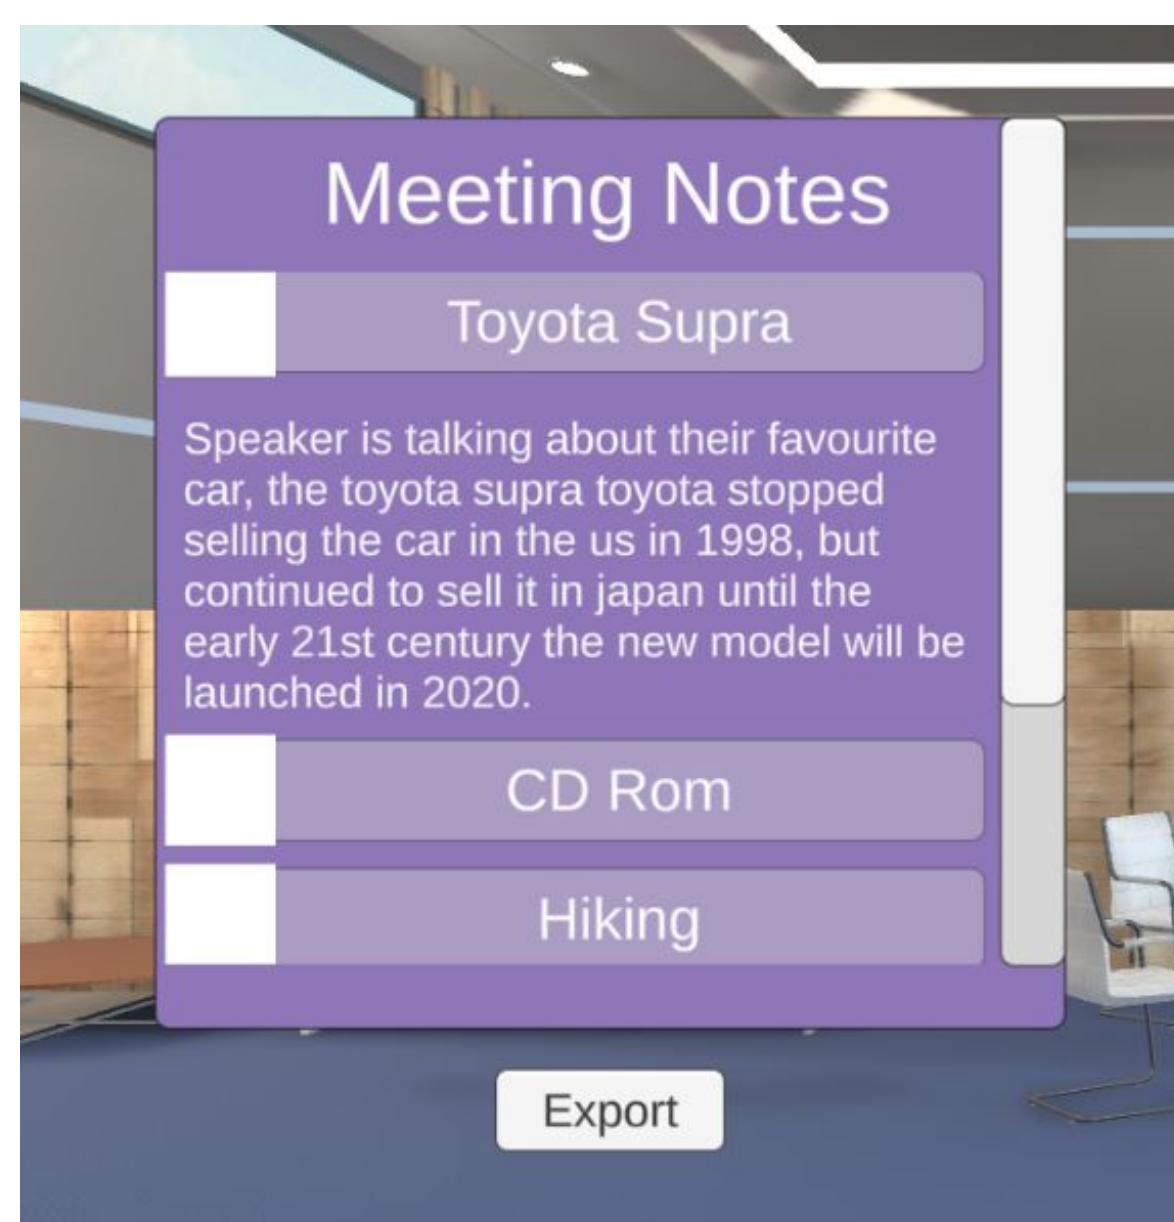 Meeting Notes
Toyota Supra
Speaker is talking about their favourite
car, the toyota supra toyota stopped
selling the car in the us in 1998, but
continued to sell it in japan until the
early 21st century the new model will be
launched in 2020.
CD Rom
Hiking
Export